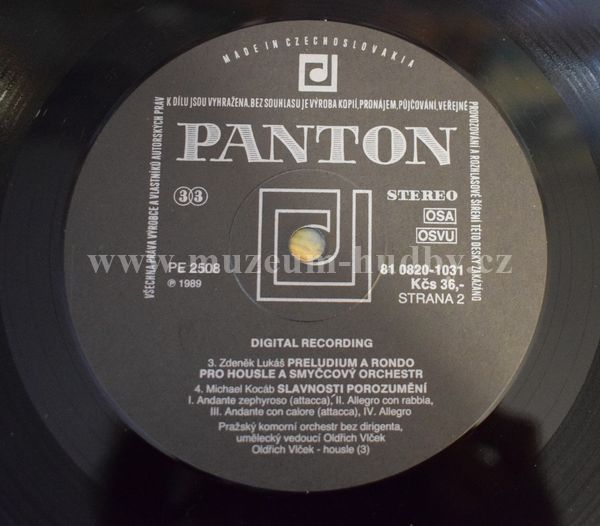 MADE IN CZECHOSLOVAKIA
VŠECHNA PRÁVA VÝROBCE A VLASTNÍKŮ AUTORSKÝCH PRÁV
K DÍLU JSOU VYHRAŽENA. BEZ SOUHLASU JE VÝROBA KOPIÍ, PRONÁJEM, PŮJČOVÁNÍ, VEŘEJNÉ
PROVOZOVÁNÍ A ROZHLASOVÉ ŠÍŘENÍ TÉTO DESKY ZAKÁZÁNO
PANTON
33
STEREO
OSA
OSVU
www.muzeum-hudby.cz
PE 2508
℗ 1989
81 0820-1031
Kčs 36,-
STRANA 2
DIGITAL RECORDING
3. Zdeněk Lukáš PRELUDIUM A RONDO
PRO HOUSLE A SMYČCOVÝ ORCHESTR
4. Michael Kocáb SLAVNOSTI POROZUMĚNÍ
I. Andante zephyroso (attacca), II. Allegro con rabbia,
III. Andante con calore (attacca), IV. Allegro
Pražský komorní orchestr bez dirigenta,
umělecký vedoucí Oldřich Vlček
Oldřich Vlček - housle (3)